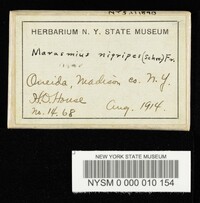 HERBARIUM N. Y. STATE MUSEUM
Marasmius nigripes (Schw) Fr.
Oneida, Madison co. N. Y.
H. D. House Aug. 1914.
no. 14.68
NEW YORK STATE MUSEUM
NYSM 0 000 010 154